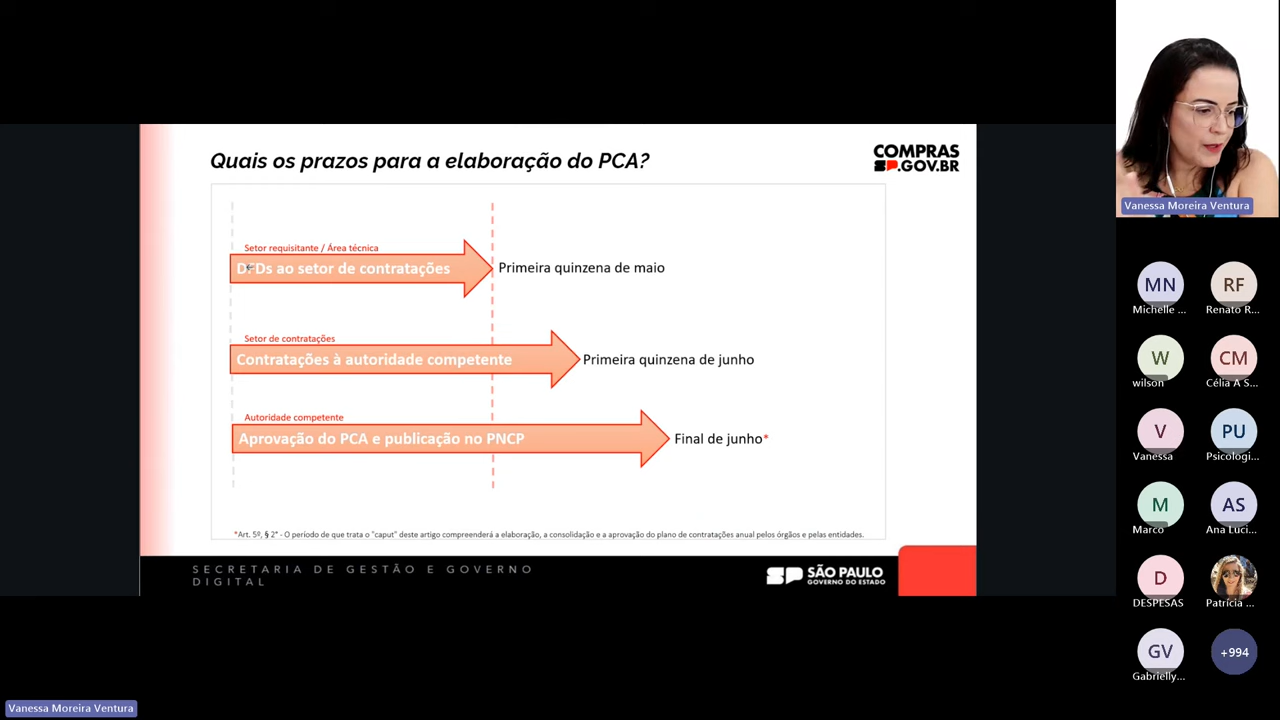 Quais os prazos para a elaboração do PCA?
COMPRAS
SP.GOV.BR
Setor requisitante / Área técnica
DFDs ao setor de contratações
Primeira quinzena de maio
Setor de contratações
Contratações à autoridade competente
Primeira quinzena de junho
Autoridade competente
Aprovação do PCA e publicação no PNCP
Final de junho*
*Art. 5º, § 2° - O período de que trata o "caput" deste artigo compreenderá a elaboração, a consolidação e a aprovação do plano de contratações anual pelos órgãos e pelas entidades.
SECRETARIA DE GESTÃO E GOVERNO
DIGITAL
SP SÃO PAULO
GOVERNO DO ESTADO
Vanessa Moreira Ventura
MN
RF
Michelle ...
Renato R...
W
CM
wilson
Célia A S...
V
PU
Vanessa
Psicologi...
M
AS
Marco
Ana Luci...
D
DESPESAS
Patrícia ...
GV
+994
Gabrielly...
Vanessa Moreira Ventura